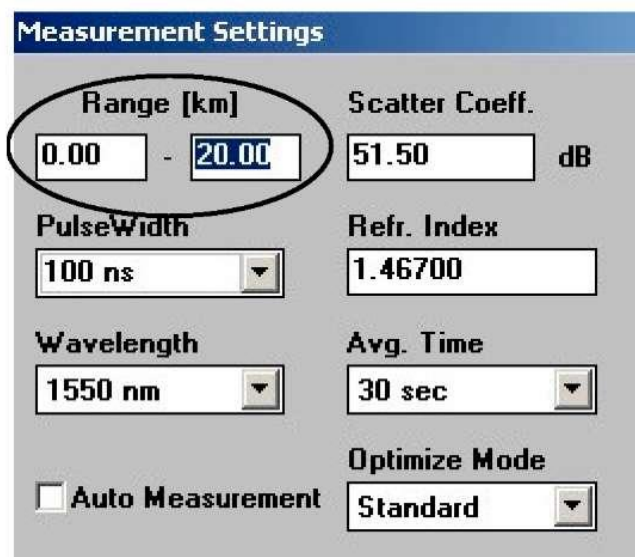 Measurement Settings
Range [km]
0.00 - 20.00
Scatter Coeff.
51.50 dB
PulseWidth
100 ns
Refr. Index
1.46700
Wavelength
1550 nm
Avg. Time
30 sec
Auto Measurement
Optimize Mode
Standard